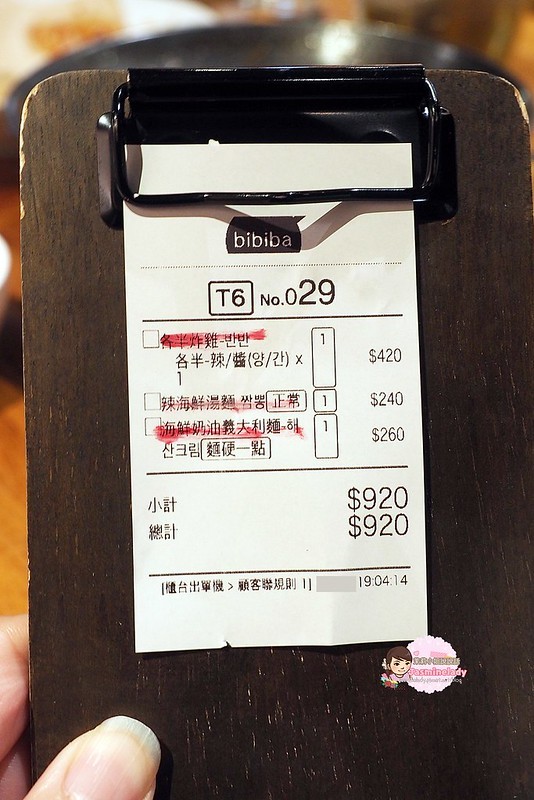 bibiba
T6 No.029
各半炸雞-반반 1
各半-辣/醬(양/간) x $420
1
辣海鮮湯麵-짬뽕 正常 1 $240
海鮮奶油義大利麵-해 1 $260
산크림 麵硬一點
小計 $920
總計 $920
[櫃台出單機 > 顧客聯規則 1] 19:04:14
Yasminelady